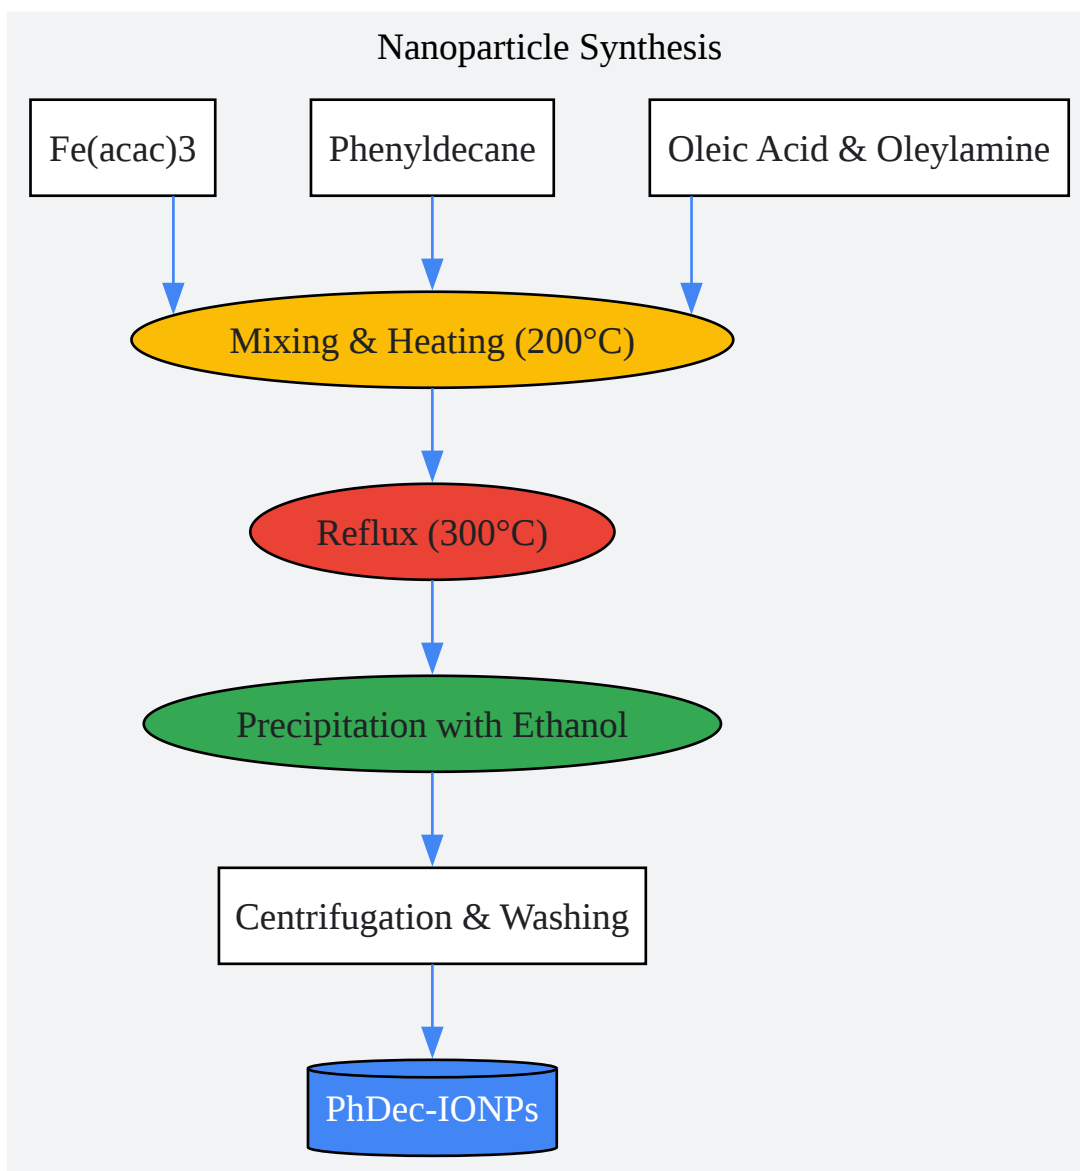 Nanoparticle Synthesis
Fe(acac)3
Phenyldecane
Oleic Acid & Oleylamine
Mixing & Heating (200°C)
Reflux (300°C)
Precipitation with Ethanol
Centrifugation & Washing
PhDec-IONPs